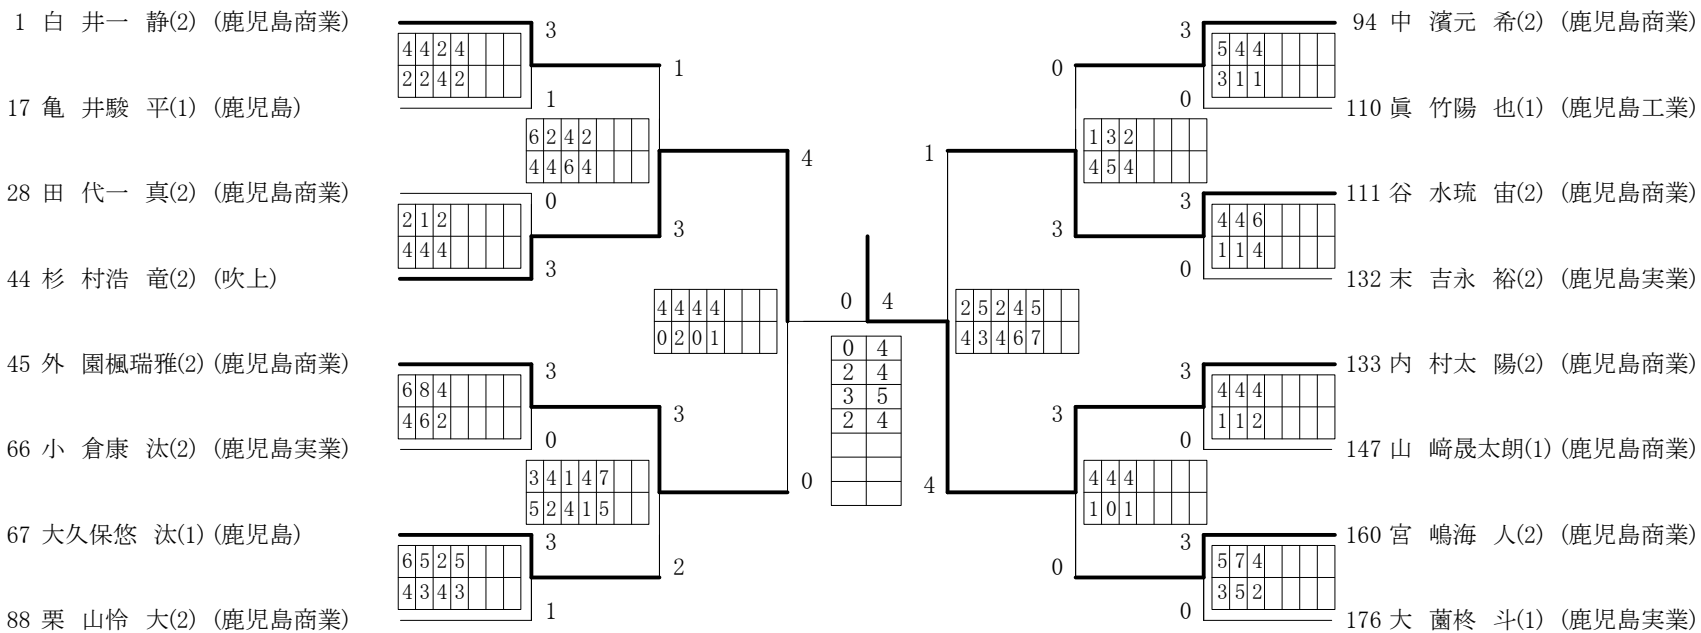 1 白 井一 静(2) (鹿児島商業)
3
4 4 2 4
2 2 4 2
1
17 亀 井駿 平(1) (鹿児島)
1
6 2 4 2
4 4 6 4
28 田 代一 真(2) (鹿児島商業)
0
2 1 2
4 4 4
3
3
44 杉 村浩 竜(2) (吹上)
4
4 4 4 4
0 2 0 1
45 外 園楓瑞雅(2) (鹿児島商業)
3
6 8 4
4 6 2
3
0
66 小 倉康 汰(2) (鹿児島実業)
3 4 1 4 7
5 2 4 1 5
0
67 大久保悠 汰(1) (鹿児島)
3
6 5 2 5
4 3 4 3
2
1
88 栗 山怜 大(2) (鹿児島商業)
0 4
0 4
2 4
3 5
2 4
94 中 濱元 希(2) (鹿児島商業)
3
5 4 4
3 1 1
0
0
110 眞 竹陽 也(1) (鹿児島工業)
1 3 2
4 5 4
1
111 谷 水琉 宙(2) (鹿児島商業)
3
4 4 6
1 1 4
3
0
132 末 吉永 裕(2) (鹿児島実業)
2 5 2 4 5
4 3 4 6 7
133 内 村太 陽(2) (鹿児島商業)
3
4 4 4
1 1 2
3
0
147 山 﨑晟太朗(1) (鹿児島商業)
4 4 4
1 0 1
4
160 宮 嶋海 人(2) (鹿児島商業)
3
5 7 4
3 5 2
0
0
176 大 薗柊 斗(1) (鹿児島実業)